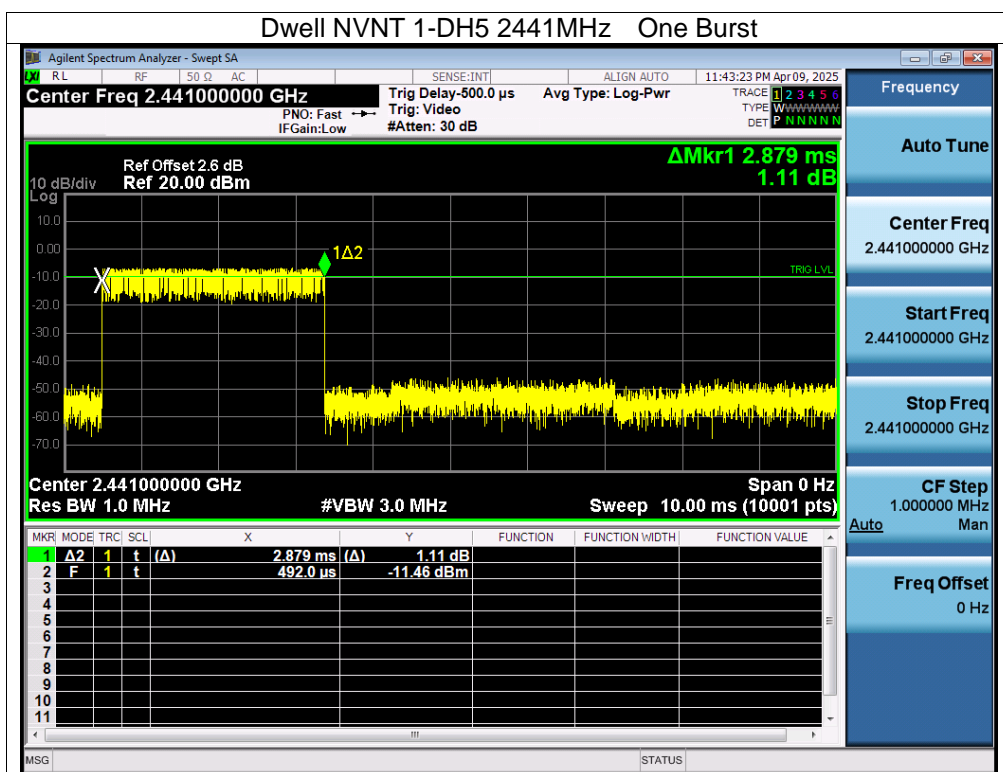 Dwell NVNT 1-DH5 2441MHz One Burst
Agilent Spectrum Analyzer - Swept SA
LXI RL RF 50 Ω AC SENSE:INT ALIGN AUTO 11:43:23 PM Apr 09, 2025
Center Freq 2.441000000 GHz
PNO: Fast
IFGain:Low
Trig Delay-500.0 µs
Trig: Video
#Atten: 30 dB
Avg Type: Log-Pwr
TRACE 1 2 3 4 5 6
TYPE WWWWWW
DET P N N N N N
Frequency
Auto Tune
Center Freq
2.441000000 GHz
Start Freq
2.441000000 GHz
Stop Freq
2.441000000 GHz
CF Step
1.000000 MHz
Auto Man
Freq Offset
0 Hz
ΔMkr1 2.879 ms
1.11 dB
Ref Offset 2.6 dB
10 dB/div Ref 20.00 dBm
Log
10.0
0.00
-10.0
-20.0
-30.0
-40.0
-50.0
-60.0
-70.0
1Δ2
TRIG LVL
Center 2.441000000 GHz Span 0 Hz
Res BW 1.0 MHz #VBW 3.0 MHz Sweep 10.00 ms (10001 pts)
MKR MODE TRC SCL X Y FUNCTION FUNCTION WIDTH FUNCTION VALUE
1 Δ2 1 t (Δ) 2.879 ms (Δ) 1.11 dB
2 F 1 t 492.0 µs -11.46 dBm
3
4
5
6
7
8
9
10
11
MSG STATUS